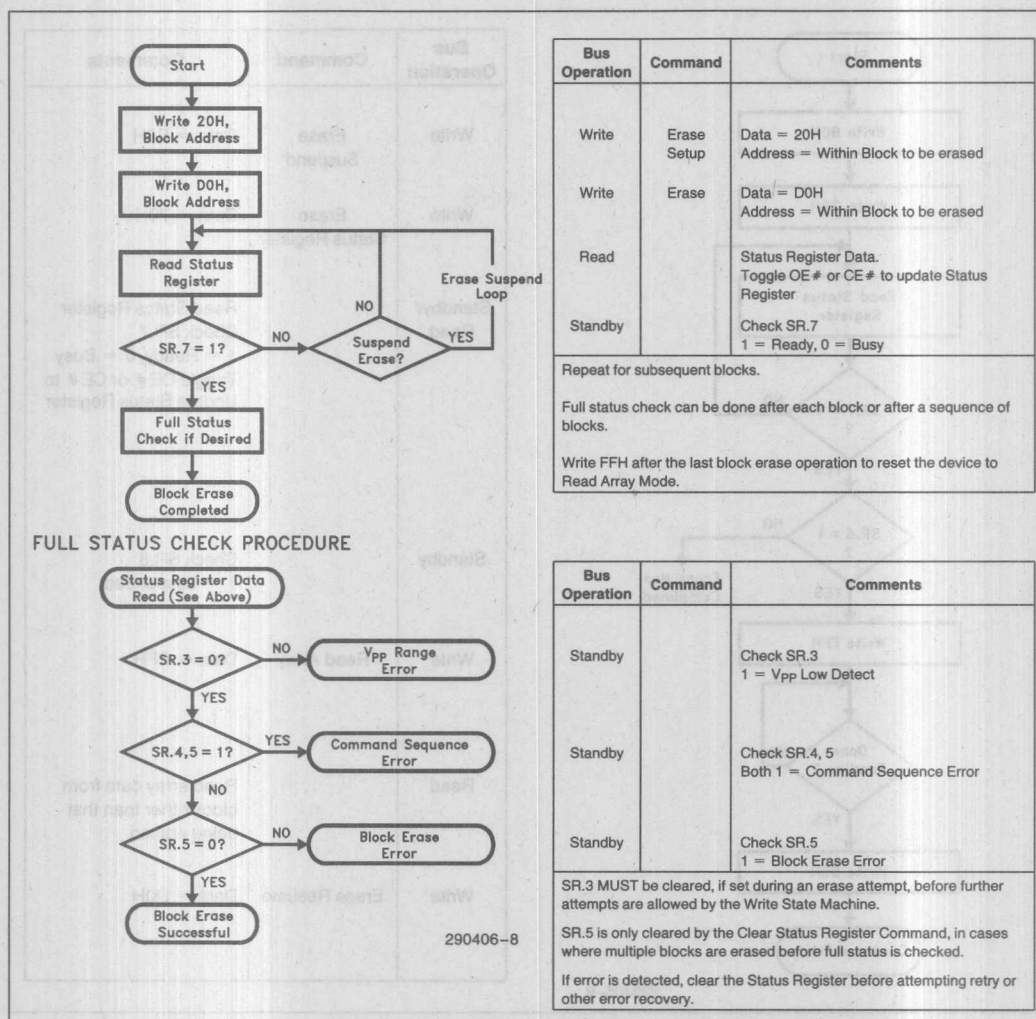 Start
Write 20H,
Block Address
Write D0H,
Block Address
Read Status
Register
Erase Suspend
Loop
NO
SR.7 = 1?
NO
Suspend
Erase?
YES
YES
Full Status
Check if Desired
Block Erase
Completed
Bus
Operation
Command
Comments
Write
Erase
Setup
Data = 20H
Address = Within Block to be erased
Write
Erase
Data = D0H
Address = Within Block to be erased
Read
Status Register Data.
Toggle OE# or CE# to update Status
Register
Standby
Check SR.7
1 = Ready, 0 = Busy
Repeat for subsequent blocks.
Full status check can be done after each block or after a sequence of
blocks.
Write FFH after the last block erase operation to reset the device to
Read Array Mode.
FULL STATUS CHECK PROCEDURE
Status Register Data
Read (See Above)
SR.3 = 0?
NO
VPP Range
Error
YES
SR.4,5 = 1?
YES
Command Sequence
Error
NO
SR.5 = 0?
NO
Block Erase
Error
YES
Block Erase
Successful
290406-8
Bus
Operation
Command
Comments
Standby
Check SR.3
1 = VPP Low Detect
Standby
Check SR.4, 5
Both 1 = Command Sequence Error
Standby
Check SR.5
1 = Block Erase Error
SR.3 MUST be cleared, if set during an erase attempt, before further
attempts are allowed by the Write State Machine.
SR.5 is only cleared by the Clear Status Register Command, in cases
where multiple blocks are erased before full status is checked.
If error is detected, clear the Status Register before attempting retry or
other error recovery.